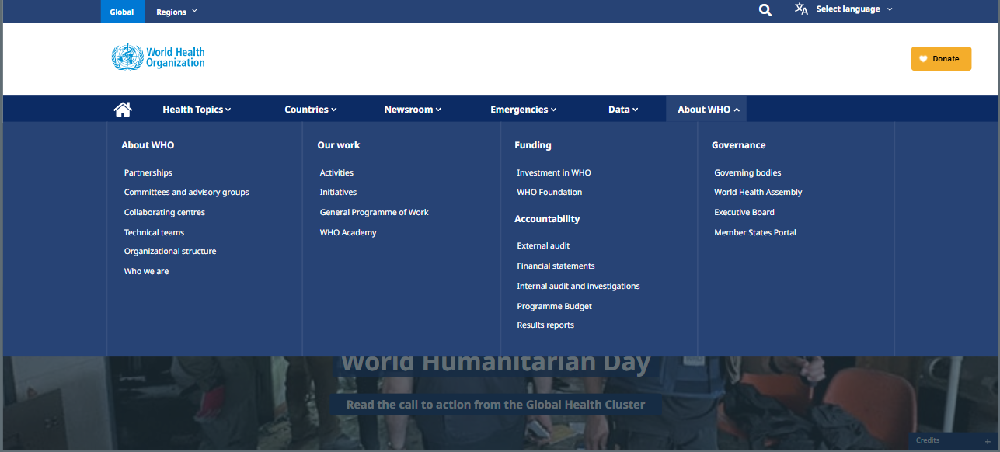 Global
Regions
Select language
World Health
Organization
Donate
Health Topics
Countries
Newsroom
Emergencies
Data
About WHO
About WHO
Partnerships
Committees and advisory groups
Collaborating centres
Technical teams
Organizational structure
Who we are
Our work
Activities
Initiatives
General Programme of Work
WHO Academy
Funding
Investment in WHO
WHO Foundation
Accountability
External audit
Financial statements
Internal audit and investigations
Programme Budget
Results reports
Governance
Governing bodies
World Health Assembly
Executive Board
Member States Portal
World Humanitarian Day
Read the call to action from the Global Health Cluster
Credits +